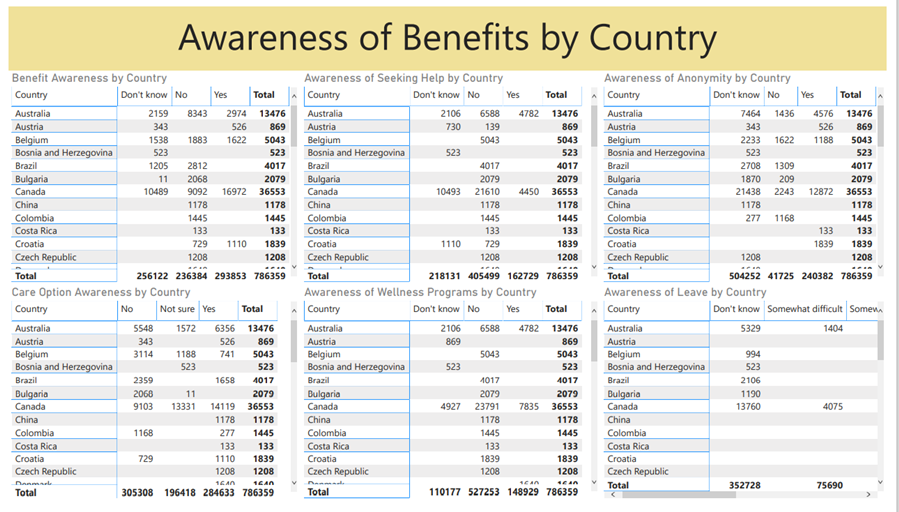 Awareness of Benefits by Country
Benefit Awareness by Country
Country Don't know No Yes Total
Australia 2159 8343 2974 13476
Austria 343 526 869
Belgium 1538 1883 1622 5043
Bosnia and Herzegovina 523 523
Brazil 1205 2812 4017
Bulgaria 11 2068 2079
Canada 10489 9092 16972 36553
China 1178 1178
Colombia 1445 1445
Costa Rica 133 133
Croatia 729 1110 1839
Czech Republic 1208 1208
Total 256122 236384 293853 786359
Awareness of Seeking Help by Country
Country Don't know No Yes Total
Australia 2106 6588 4782 13476
Austria 730 139 869
Belgium 5043 5043
Bosnia and Herzegovina 523 523
Brazil 4017 4017
Bulgaria 2079 2079
Canada 10493 21610 4450 36553
China 1178 1178
Colombia 1445 1445
Costa Rica 133 133
Croatia 1110 729 1839
Czech Republic 1208 1208
Total 218131 405499 162729 786359
Awareness of Anonymity by Country
Country Don't know No Yes Total
Australia 7464 1436 4576 13476
Austria 343 526 869
Belgium 2233 1622 1188 5043
Bosnia and Herzegovina 523 523
Brazil 2708 1309 4017
Bulgaria 1870 209 2079
Canada 21438 2243 12872 36553
China 1178 1178
Colombia 277 1168 1445
Costa Rica 133 133
Croatia 1839 1839
Czech Republic 1208 1208
Total 504252 41725 240382 786359
Care Option Awareness by Country
Country No Not sure Yes Total
Australia 5548 1572 6356 13476
Austria 343 526 869
Belgium 3114 1188 741 5043
Bosnia and Herzegovina 523 523
Brazil 2359 1658 4017
Bulgaria 2068 11 2079
Canada 9103 13331 14119 36553
China 1178 1178
Colombia 1168 277 1445
Costa Rica 133 133
Croatia 729 1110 1839
Czech Republic 1208 1208
Total 305308 196418 284633 786359
Awareness of Wellness Programs by Country
Country Don't know No Yes Total
Australia 2106 6588 4782 13476
Austria 869 869
Belgium 5043 5043
Bosnia and Herzegovina 523 523
Brazil 4017 4017
Bulgaria 2079 2079
Canada 4927 23791 7835 36553
China 1178 1178
Colombia 1445 1445
Costa Rica 133 133
Croatia 1839 1839
Czech Republic 1208 1208
Total 110177 527253 148929 786359
Awareness of Leave by Country
Country Don't know Somewhat difficult
Australia 5329 1404
Austria
Belgium 994
Bosnia and Herzegovina 523
Brazil 2106
Bulgaria 1190
Canada 13760 4075
China
Colombia
Costa Rica
Croatia
Czech Republic
Total 352728 75690